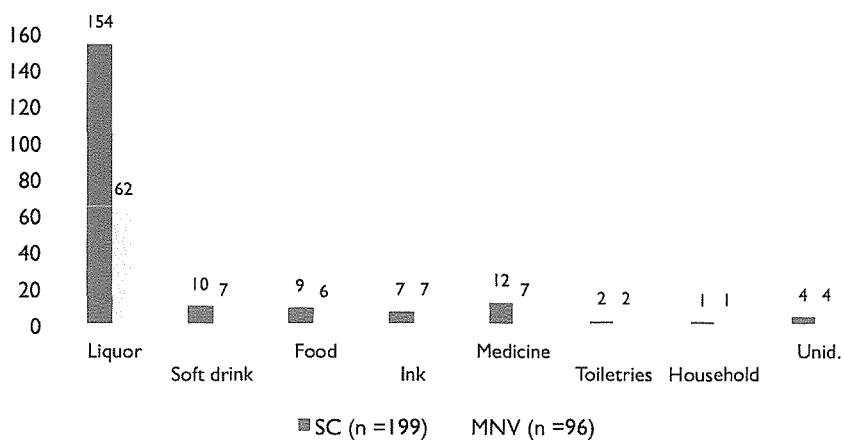 154
160
140
120
100
80
62
60
40
20
10 7
9 6
7 7
12 7
2 2
1 1
4 4
0
Liquor
Soft drink
Food
Ink
Medicine
Toiletries
Household
Unid.
SC (n =199) MNV (n =96)